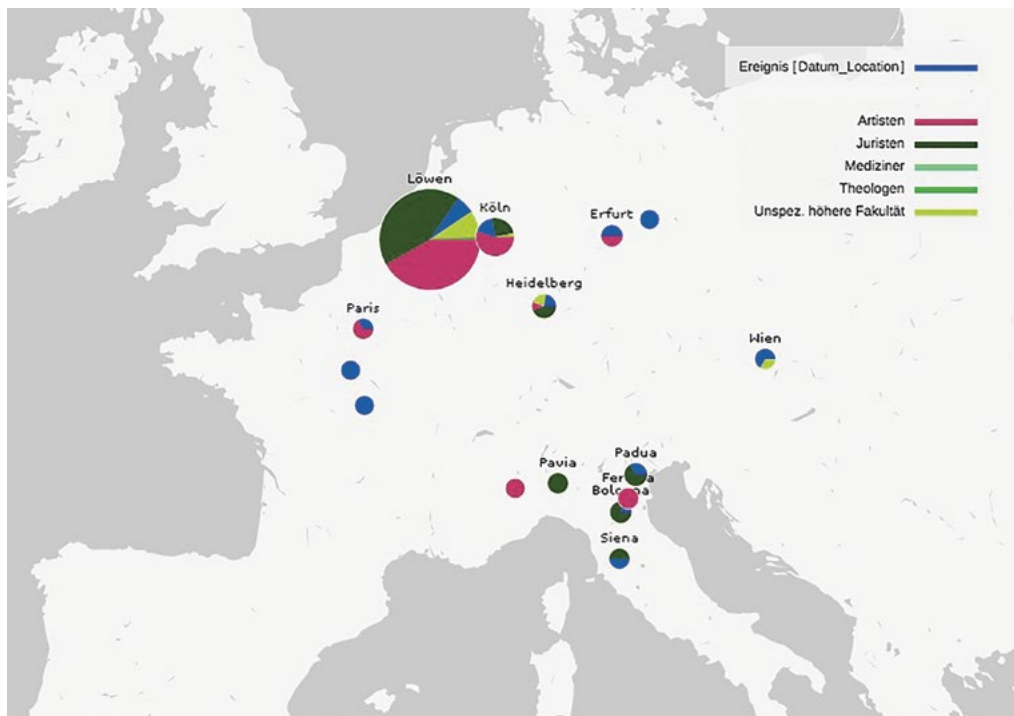 Ereignis [Datum_Location]
Artisten
Juristen
Mediziner
Theologen
Unspez. höhere Fakultät
Löwen
Köln
Erfurt
Heidelberg
Paris
Wien
Padua
Pavia
Siena